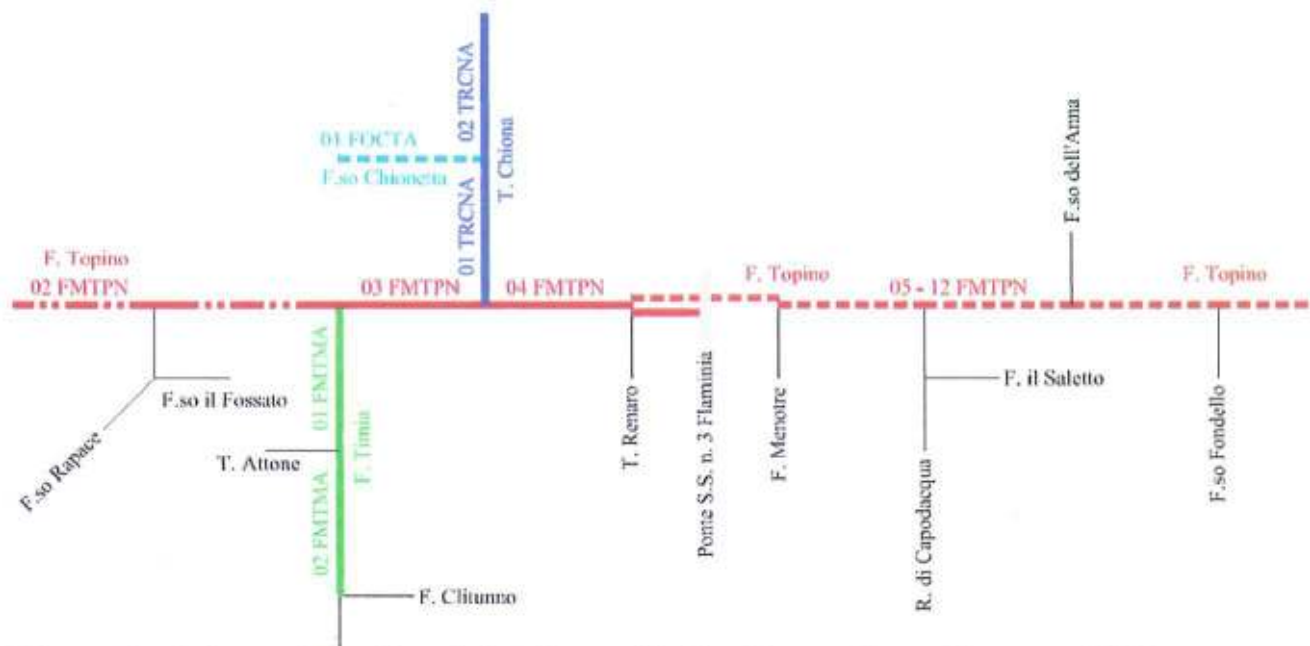 02 TRCNA
01 FOCTA
F.so Chionetta
T. Chiona
01 TRCNA
F.so dell'Anna
F. Topino
02 FMTPN
03 FMTPN
04 FMTPN
F. Topino
05 - 12 FMTPN
F. Topino
F.so il Fossato
F.so Rapace
01 FMTMA
F. Timia
T. Attone
02 FMTMA
F. Clitunno
T. Renaro
Ponte S.S. n. 3 Flaminia
F. Menotre
F. il Saletto
R. di Capodacqua
F.so Fondello